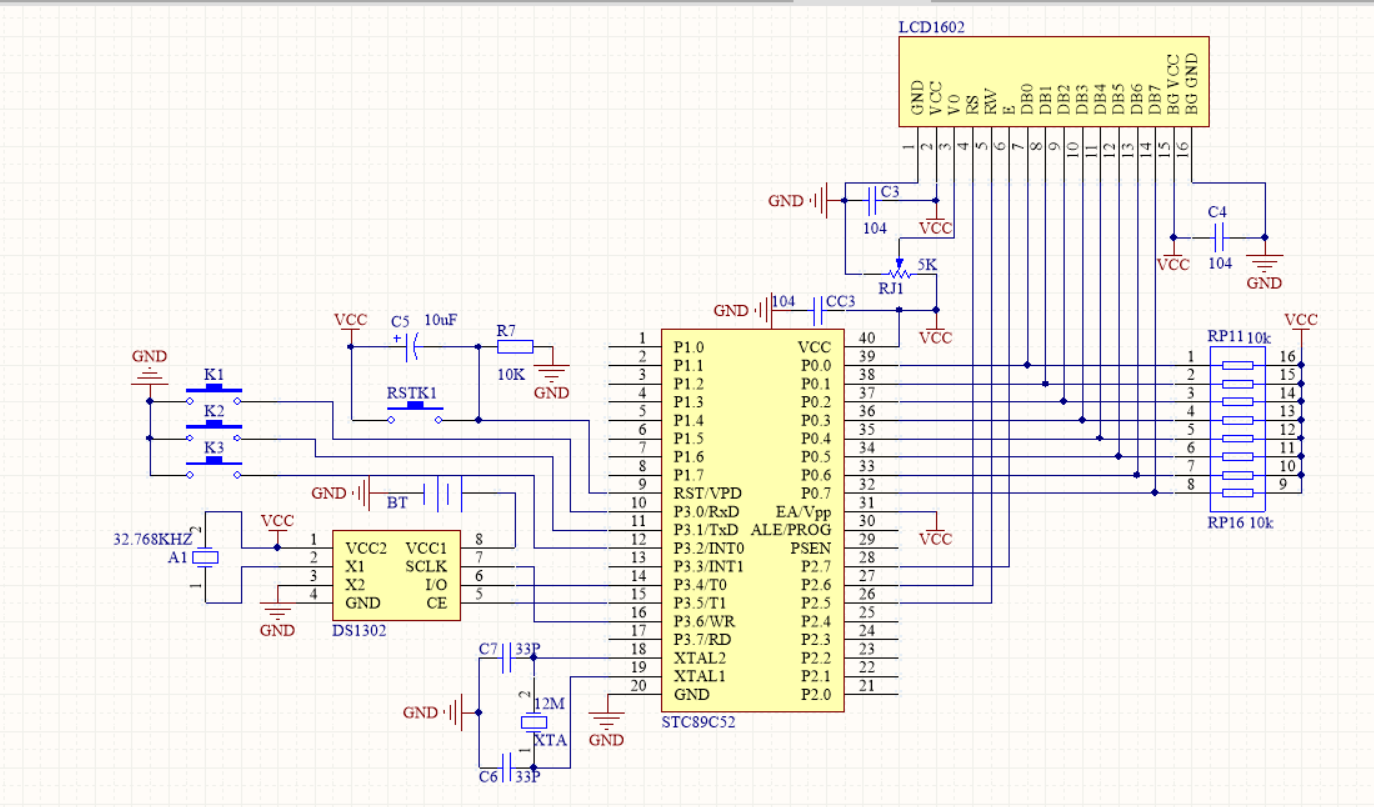 LCD1602
GND
VCC
V0
RS
RW
E
DB0
DB1
DB2
DB3
DB4
DB5
DB6
DB7
BG VCC
BG GND
1
2
3
4
5
6
7
8
9
10
11
12
13
14
15
16
GND
C3
104
VCC
C4
104
VCC
GND
5K
RJ1
GND
104
CC3
VCC
VCC
C5
10uF
R7
10K
GND
RSTK1
GND
K1
K2
K3
GND
BT
32.768KHZ
A1
2
1
VCC
GND
1 VCC2 VCC1 8
2 X1 SCLK 7
3 X2 I/O 6
4 GND CE 5
DS1302
C7
33P
GND
2
12M
XTA
1
C6
33P
GND
1 P1.0 VCC 40
2 P1.1 P0.0 39
3 P1.2 P0.1 38
4 P1.3 P0.2 37
5 P1.4 P0.3 36
6 P1.5 P0.4 35
7 P1.6 P0.5 34
8 P1.7 P0.6 33
9 RST/VPD P0.7 32
10 P3.0/RxD EA/Vpp 31
11 P3.1/TxD ALE/PROG 30
12 P3.2/INT0 PSEN 29
13 P3.3/INT1 P2.7 28
14 P3.4/T0 P2.6 27
15 P3.5/T1 P2.5 26
16 P3.6/WR P2.4 25
17 P3.7/RD P2.3 24
18 XTAL2 P2.2 23
19 XTAL1 P2.1 22
20 GND P2.0 21
STC89C52
VCC
VCC
RP11 10k
1 16
2 15
3 14
4 13
5 12
6 11
7 10
8 9
RP16 10k